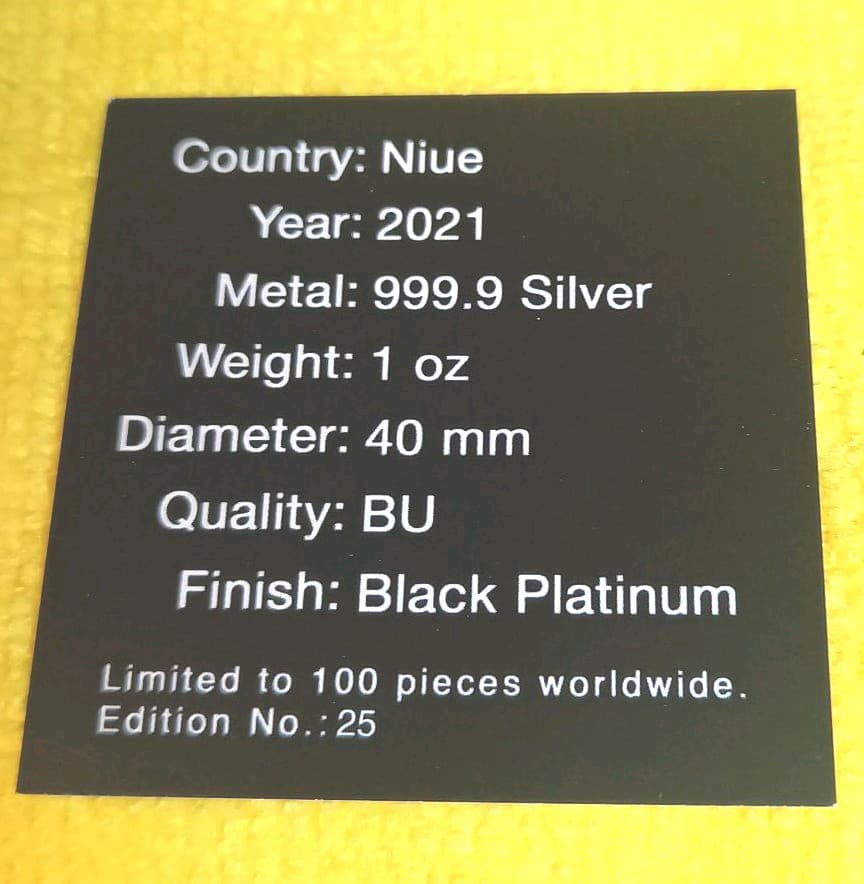 Country: Niue
Year: 2021
Metal: 999.9 Silver
Weight: 1 oz
Diameter: 40 mm
Quality: BU
Finish: Black Platinum
Limited to 100 pieces worldwide.
Edition No.: 25